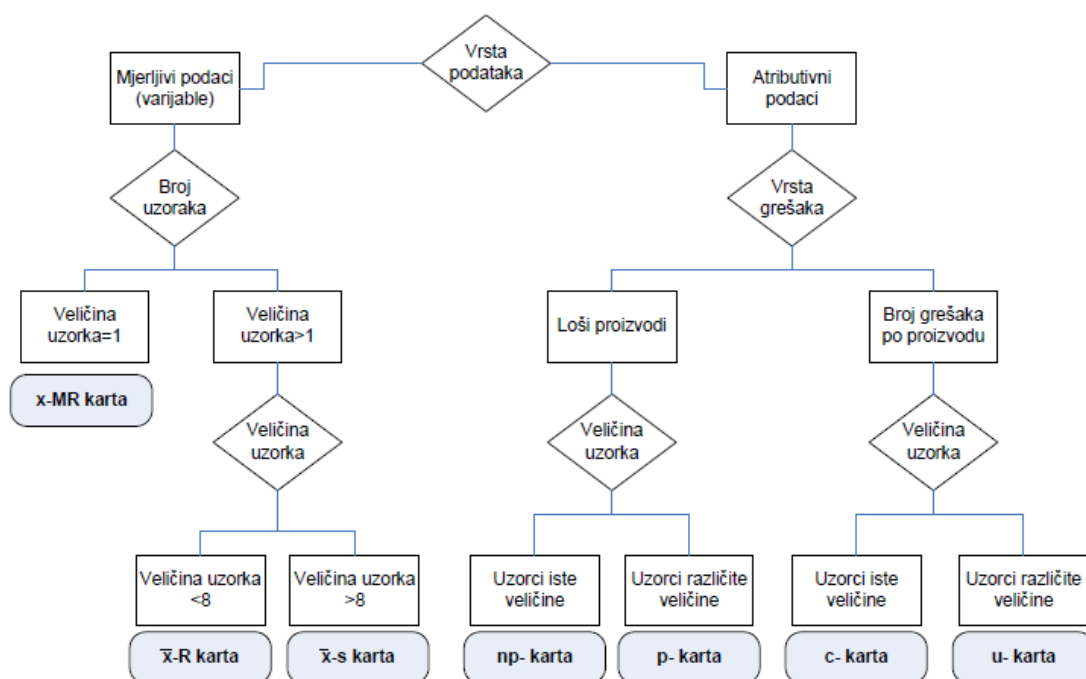 Vrsta
podataka
Mjerljivi podaci
(varijable)
Atributivni
podaci
Broj
uzoraka
Vrsta
grešaka
Veličina
uzorka=1
Veličina
uzorka>1
Loši proizvodi
Broj grešaka
po proizvodu
x-MR karta
Veličina
uzorka
Veličina
uzorka
Veličina
uzorka
Veličina uzorka
<8
Veličina uzorka
>8
Uzorci iste
veličine
Uzorci različite
veličine
Uzorci iste
veličine
Uzorci različite
veličine
x̅-R karta
x̅-s karta
np- karta
p- karta
c- karta
u- karta